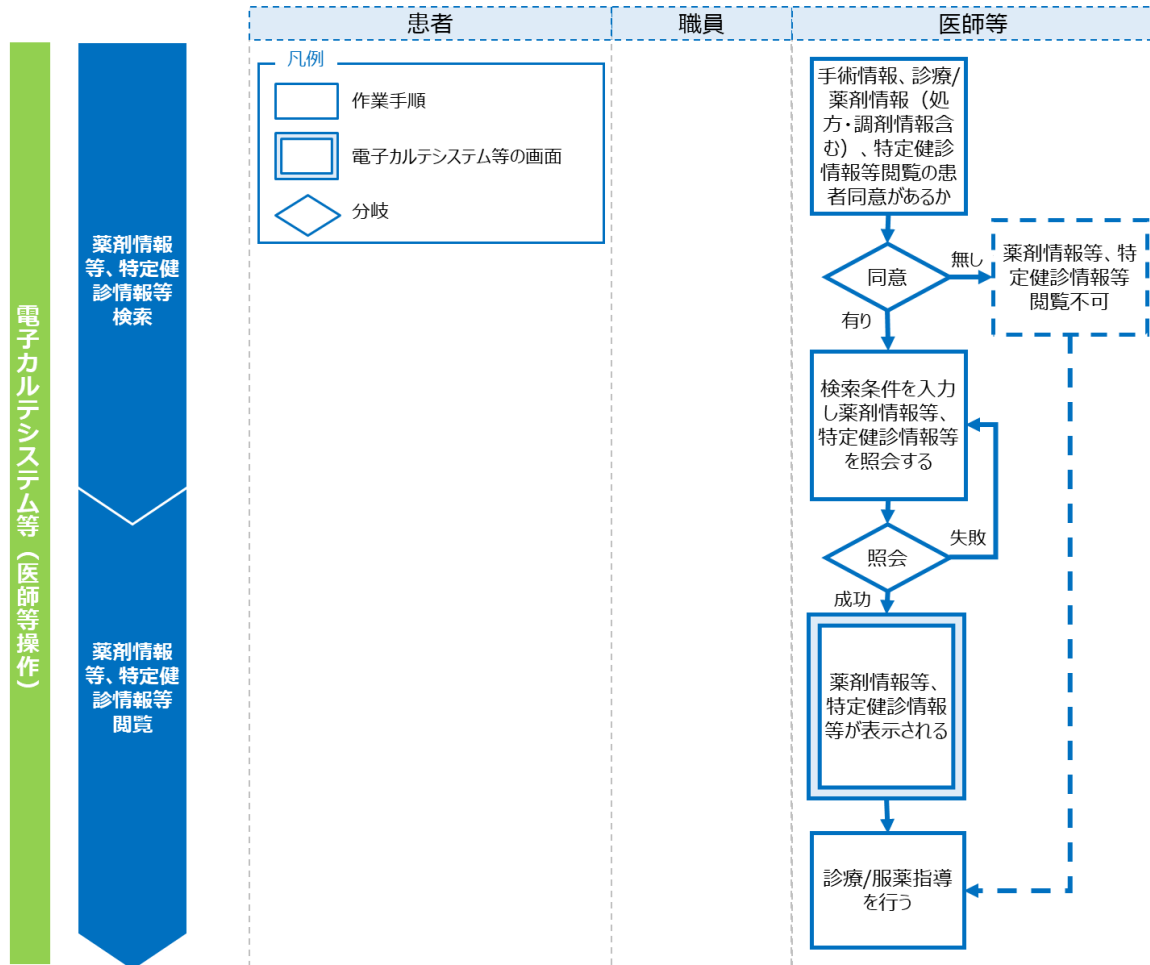 患者
職員
医師等
凡例
作業手順
電子カルテシステム等の画面
分岐
電子カルテシステム等（医師等操作）
薬剤情報
等、特定健
診情報等
検索
薬剤情報
等、特定健
診情報等
閲覧
手術情報、診療/
薬剤情報（処
方・調剤情報含
む）、特定健診
情報等閲覧の患
者同意があるか
同意
無し
薬剤情報等、特
定健診情報等
閲覧不可
有り
検索条件を入力
し薬剤情報等、
特定健診情報等
を照会する
照会
失敗
成功
薬剤情報等、
特定健診情報
等が表示される
診療/服薬指導
を行う